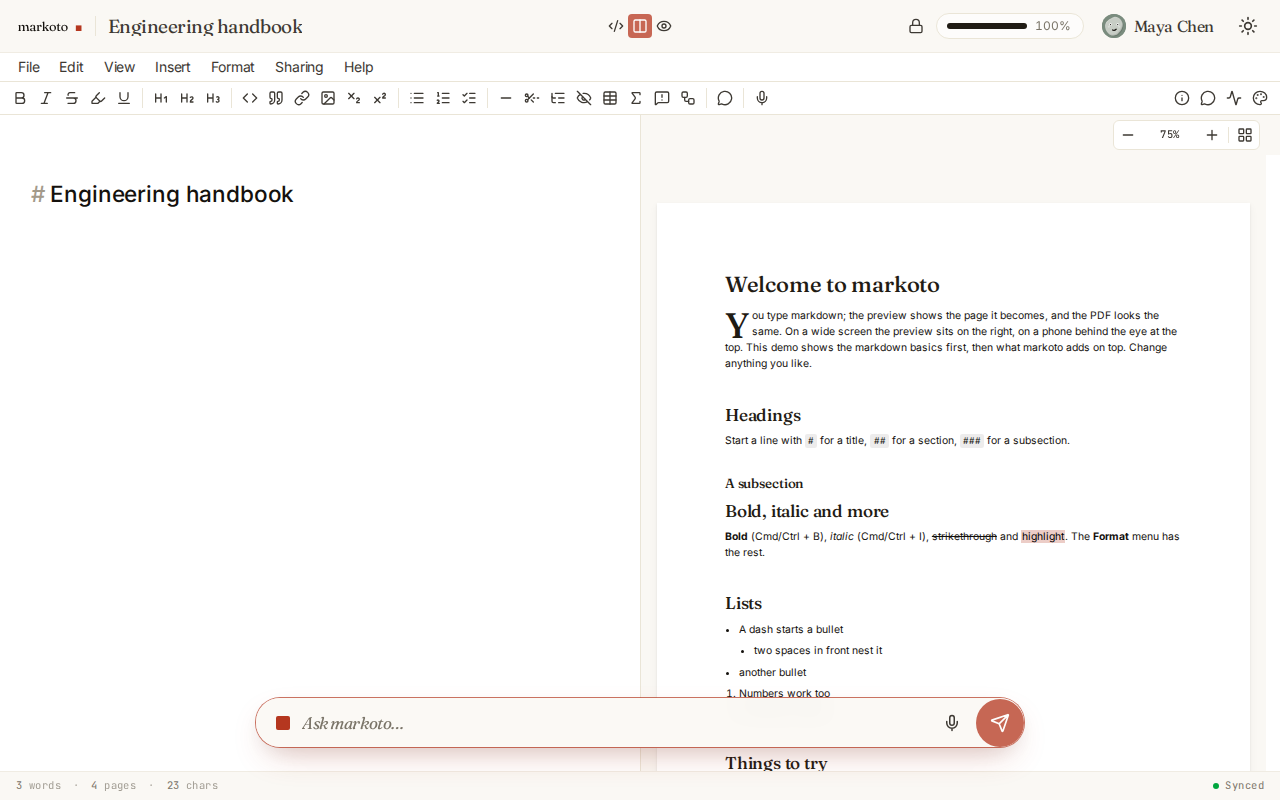 markoto
Engineering handbook
100%
Maya Chen
File Edit View Insert Format Sharing Help
H1 H2 H3
X2 X2
75%
# Engineering handbook
Welcome to markoto
You type markdown; the preview shows the page it becomes, and the PDF looks the
same. On a wide screen the preview sits on the right, on a phone behind the eye at the
top. This demo shows the markdown basics first, then what markoto adds on top. Change
anything you like.
Headings
Start a line with # for a title, ## for a section, ### for a subsection.
A subsection
Bold, italic and more
Bold (Cmd/Ctrl + B), italic (Cmd/Ctrl + I), strikethrough and highlight. The Format menu has
the rest.
Lists
• A dash starts a bullet
• two spaces in front nest it
• another bullet
1. Numbers work too
Ask markoto...
Things to try
3 words · 4 pages · 23 chars
Synced